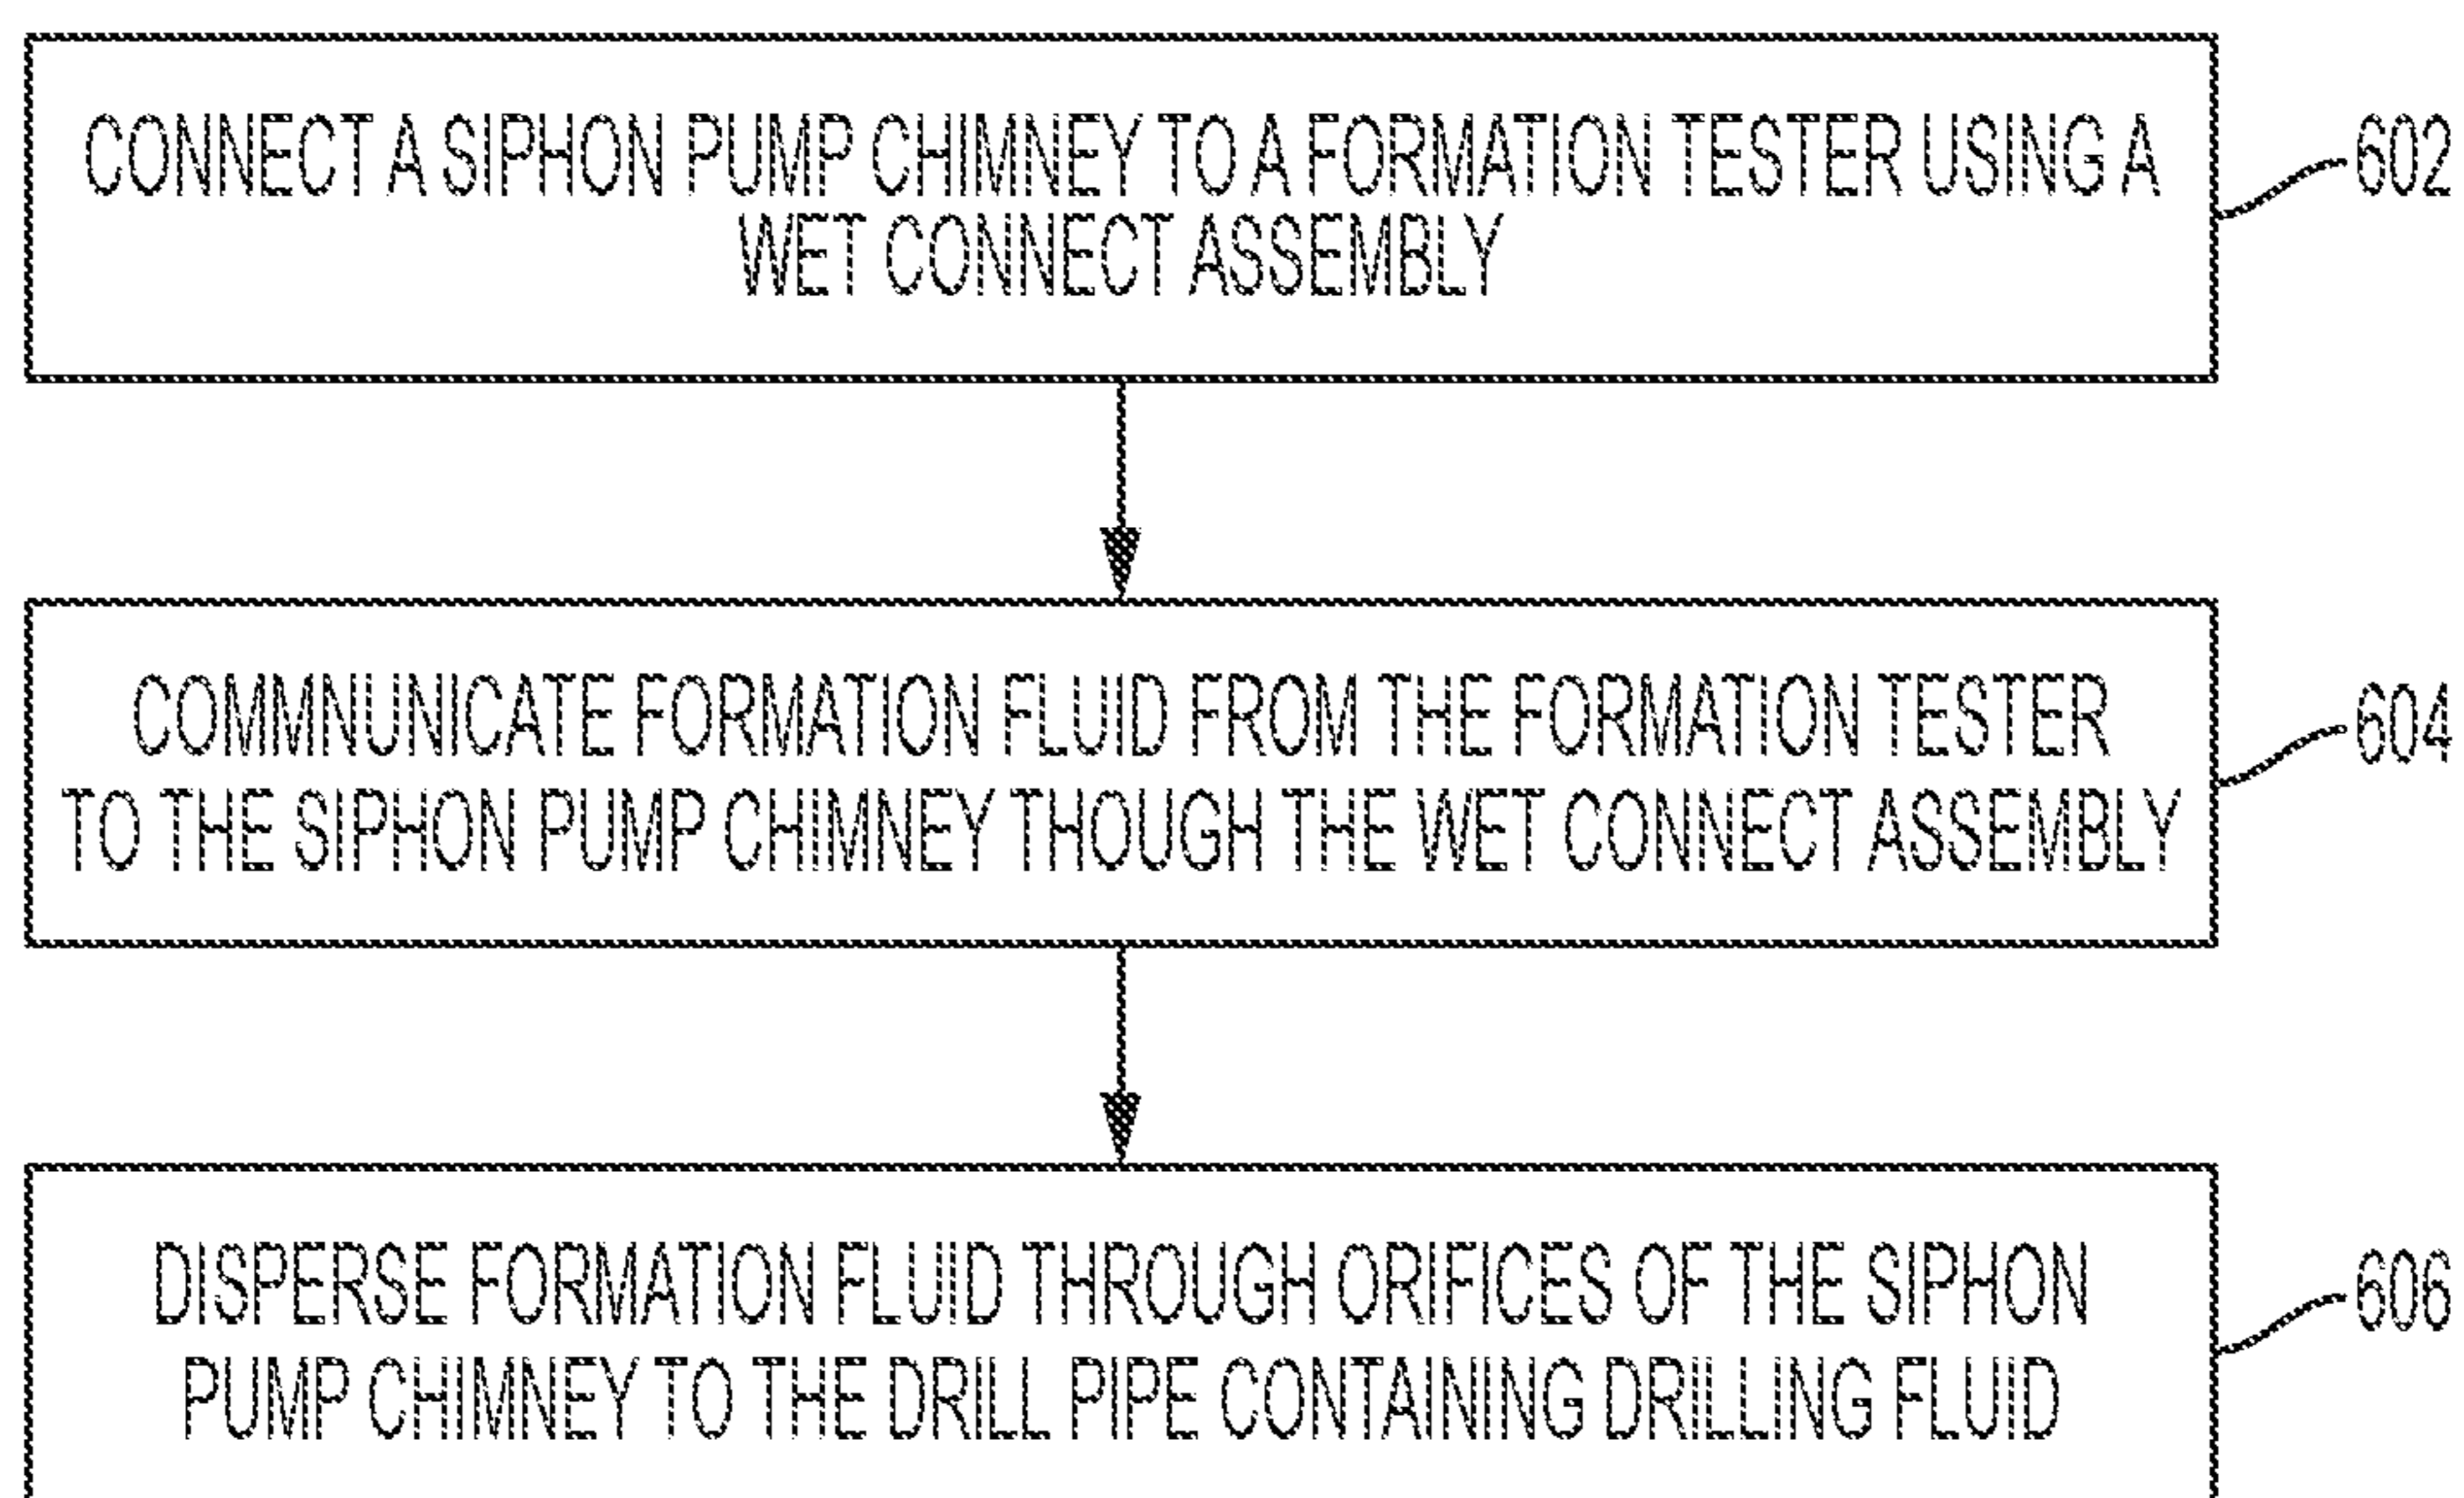 CONNECT A SIPHON PUMP CHIMNEY TO A FORMATION TESTER USING A
WET CONNECT ASSEMBLY
602
COMMNUNICATE FORMATION FLUID FROM THE FORMATION TESTER
TO THE SIPHON PUMP CHIMNEY THOUGH THE WET CONNECT ASSEMBLY
604
DISPERSE FORMATION FLUID THROUGH ORIFICES OF THE SIPHON
PUMP CHIMNEY TO THE DRILL PIPE CONTAINING DRILLING FLUID
606